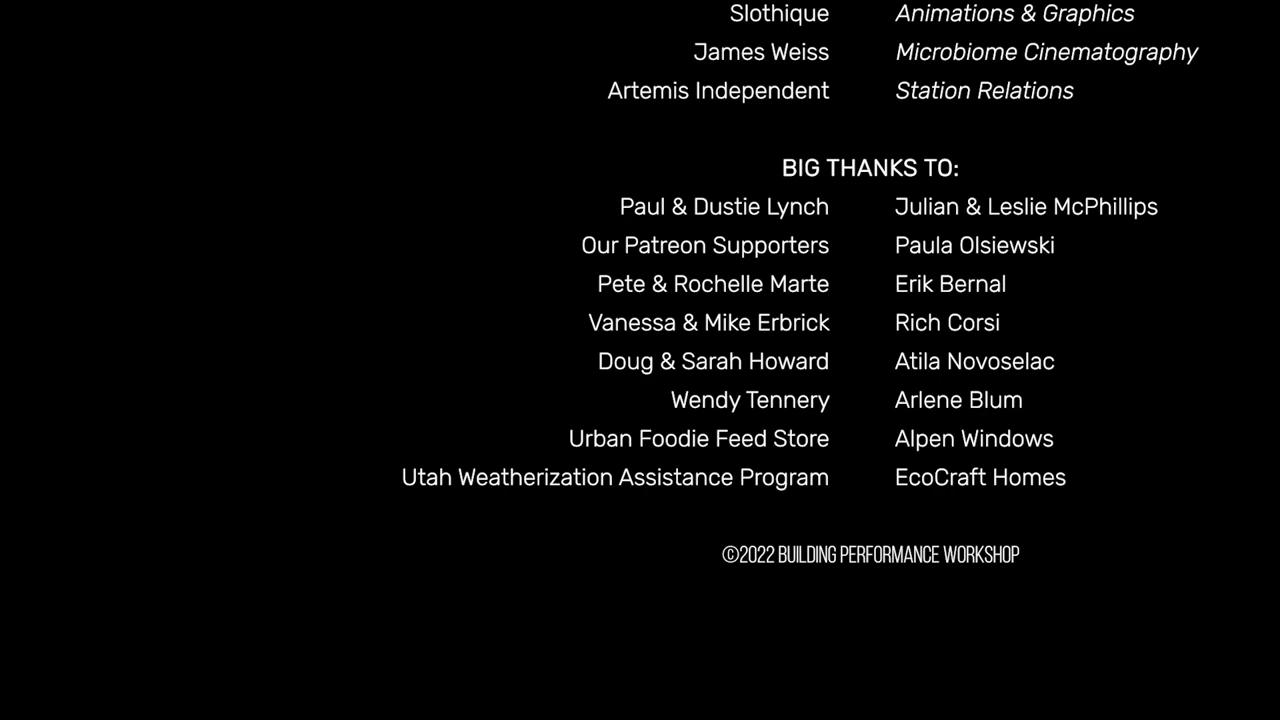 Slothique Animations & Graphics
James Weiss Microbiome Cinematography
Artemis Independent Station Relations
BIG THANKS TO:
Paul & Dustie Lynch Julian & Leslie McPhillips
Our Patreon Supporters Paula Olsiewski
Pete & Rochelle Marte Erik Bernal
Vanessa & Mike Erbrick Rich Corsi
Doug & Sarah Howard Atila Novoselac
Wendy Tennery Arlene Blum
Urban Foodie Feed Store Alpen Windows
Utah Weatherization Assistance Program EcoCraft Homes
©2022 BUILDING PERFORMANCE WORKSHOP